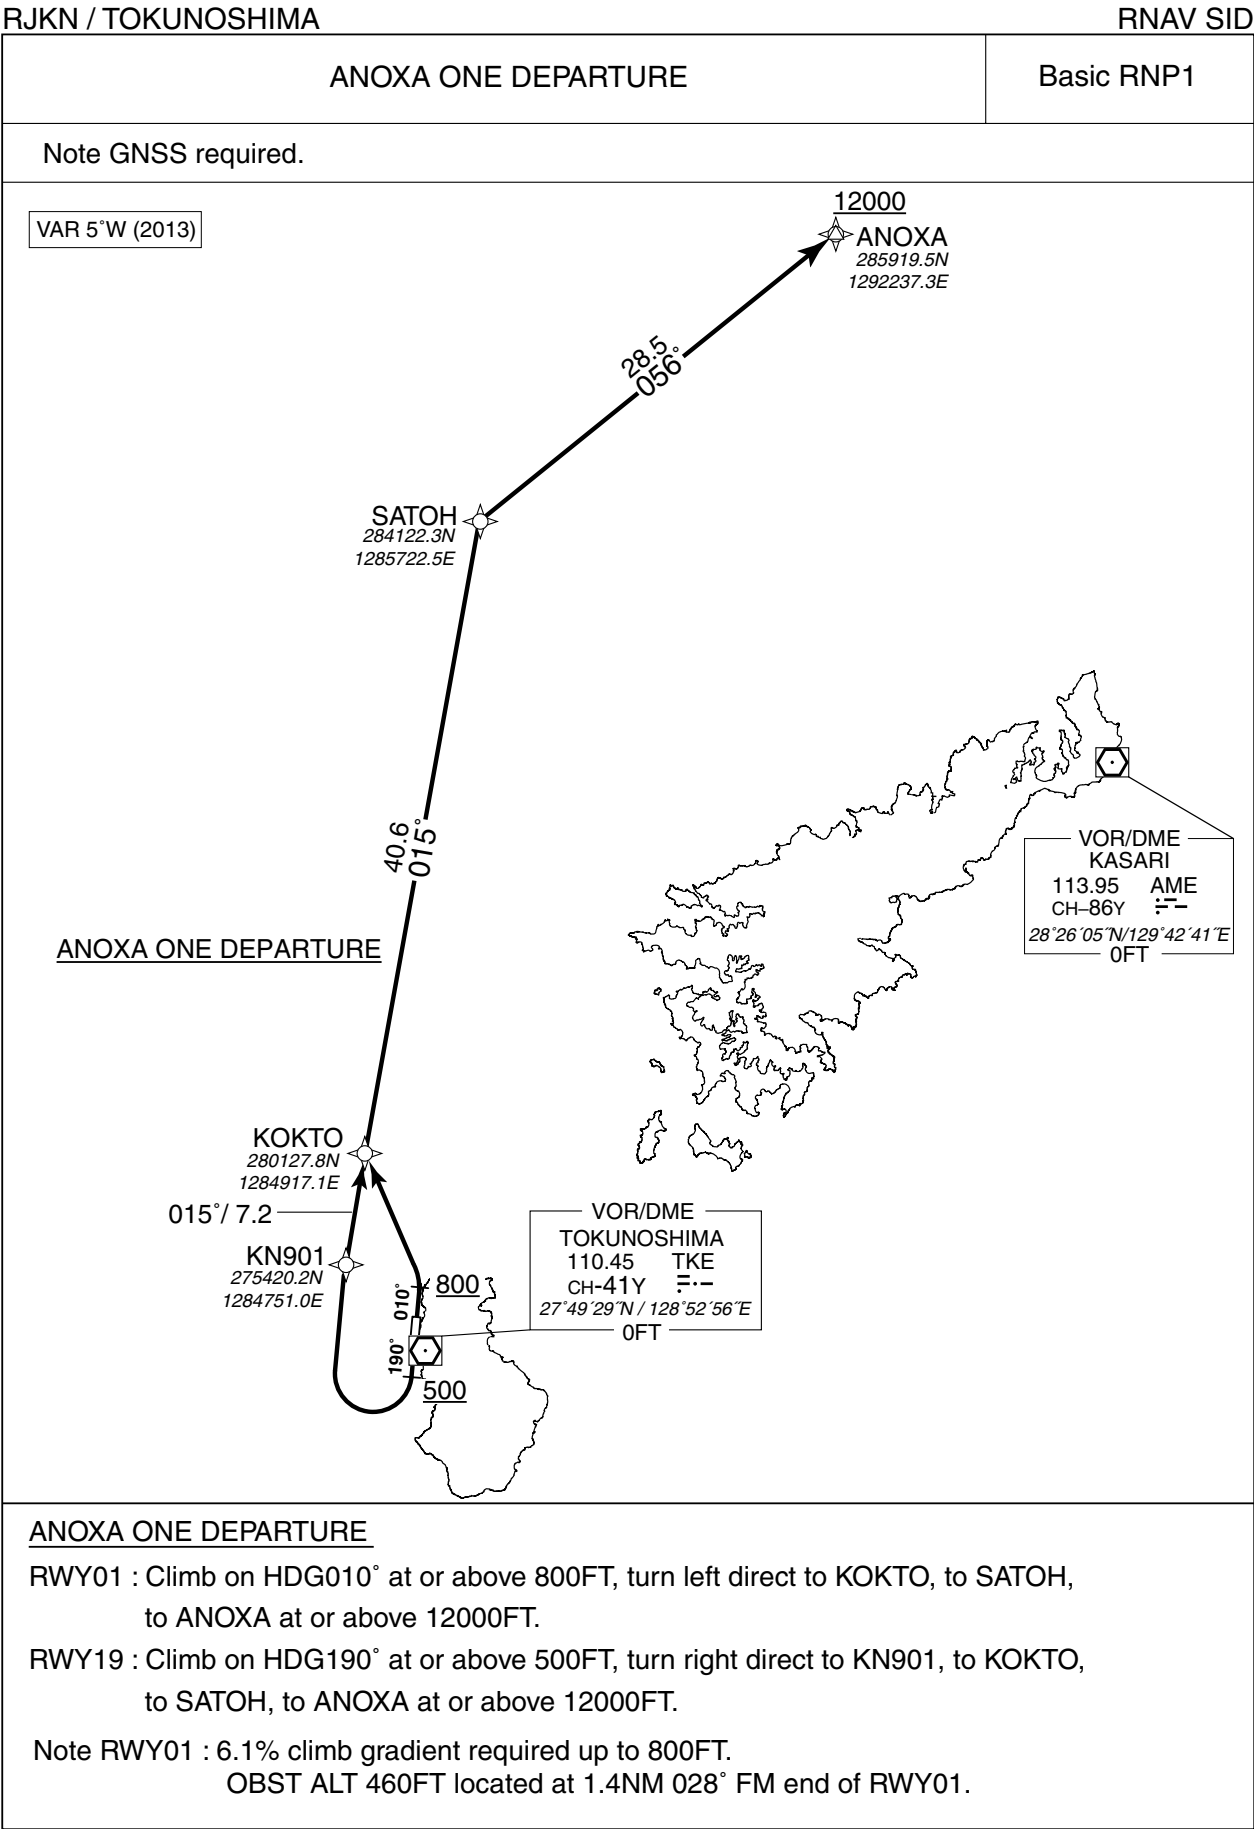 RJKN / TOKUNOSHIMA
RNAV SID
ANOXA ONE DEPARTURE
Basic RNP1
Note GNSS required.
VAR 5˚W (2013)
12000
ANOXA
285919.5N
1292237.3E
28.5
056˚
SATOH
284122.3N
1285722.5E
40.6
015˚
VOR/DME
KASARI
113.95 AME
CH–86Y
28˚26´05˝N/129˚42´41˝E
0FT
ANOXA ONE DEPARTURE
KOKTO
280127.8N
1284917.1E
015˚/ 7.2
KN901
275420.2N
1284751.0E
010˚
800
VOR/DME
TOKUNOSHIMA
110.45 TKE
CH-41Y
27˚49´29˝N / 128˚52´56˝E
0FT
190˚
500
ANOXA ONE DEPARTURE
RWY01 : Climb on HDG010˚ at or above 800FT, turn left direct to KOKTO, to SATOH,
to ANOXA at or above 12000FT.
RWY19 : Climb on HDG190˚ at or above 500FT, turn right direct to KN901, to KOKTO,
to SATOH, to ANOXA at or above 12000FT.
Note RWY01 : 6.1% climb gradient required up to 800FT.
OBST ALT 460FT located at 1.4NM 028˚ FM end of RWY01.